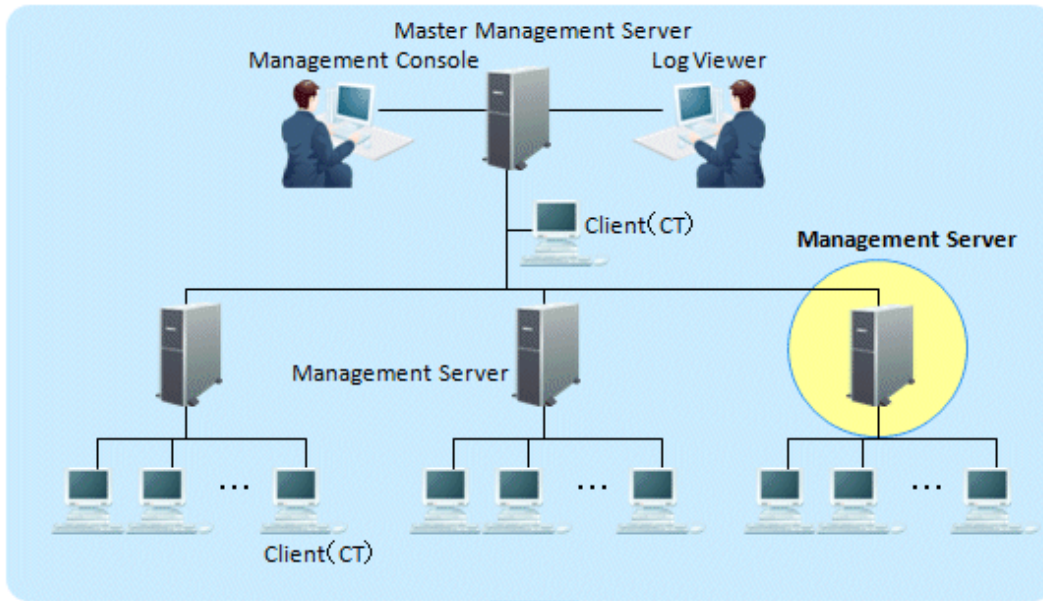 Master Management Server
Management Console
Log Viewer
Client(CT)
Management Server
Management Server
...
...
...
Client(CT)